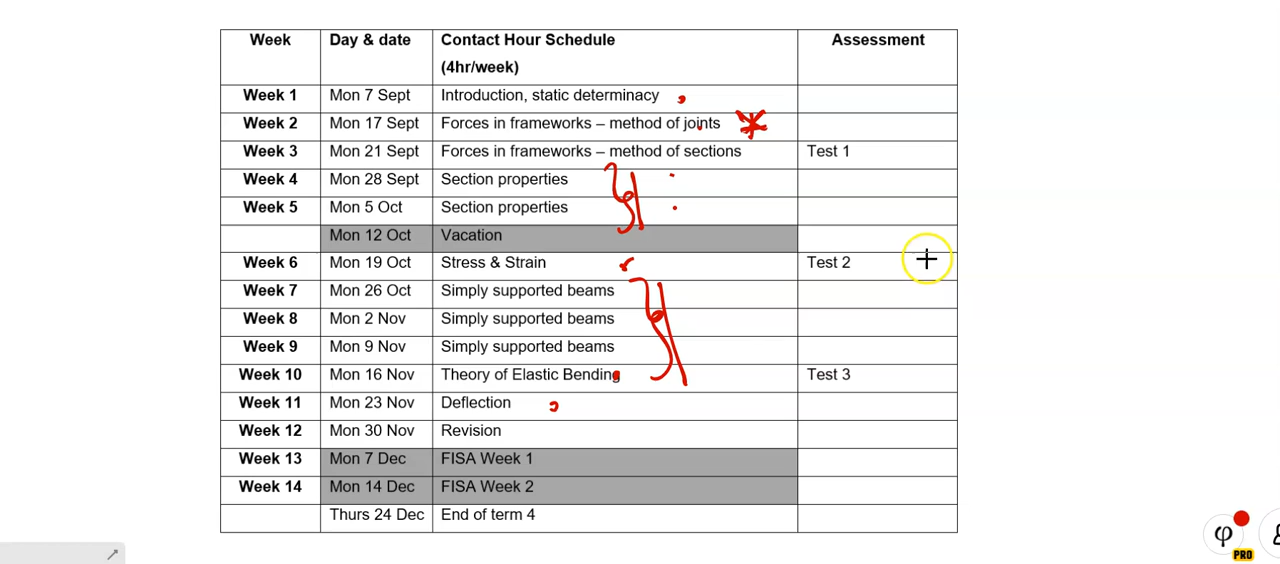 Week Day & date Contact Hour Schedule Assessment
(4hr/week)
Week 1 Mon 7 Sept Introduction, static determinacy
Week 2 Mon 17 Sept Forces in frameworks – method of joints
Week 3 Mon 21 Sept Forces in frameworks – method of sections Test 1
Week 4 Mon 28 Sept Section properties
Week 5 Mon 5 Oct Section properties
Mon 12 Oct Vacation
Week 6 Mon 19 Oct Stress & Strain Test 2
Week 7 Mon 26 Oct Simply supported beams
Week 8 Mon 2 Nov Simply supported beams
Week 9 Mon 9 Nov Simply supported beams
Week 10 Mon 16 Nov Theory of Elastic Bending Test 3
Week 11 Mon 23 Nov Deflection
Week 12 Mon 30 Nov Revision
Week 13 Mon 7 Dec FISA Week 1
Week 14 Mon 14 Dec FISA Week 2
Thurs 24 Dec End of term 4
φ
PRO